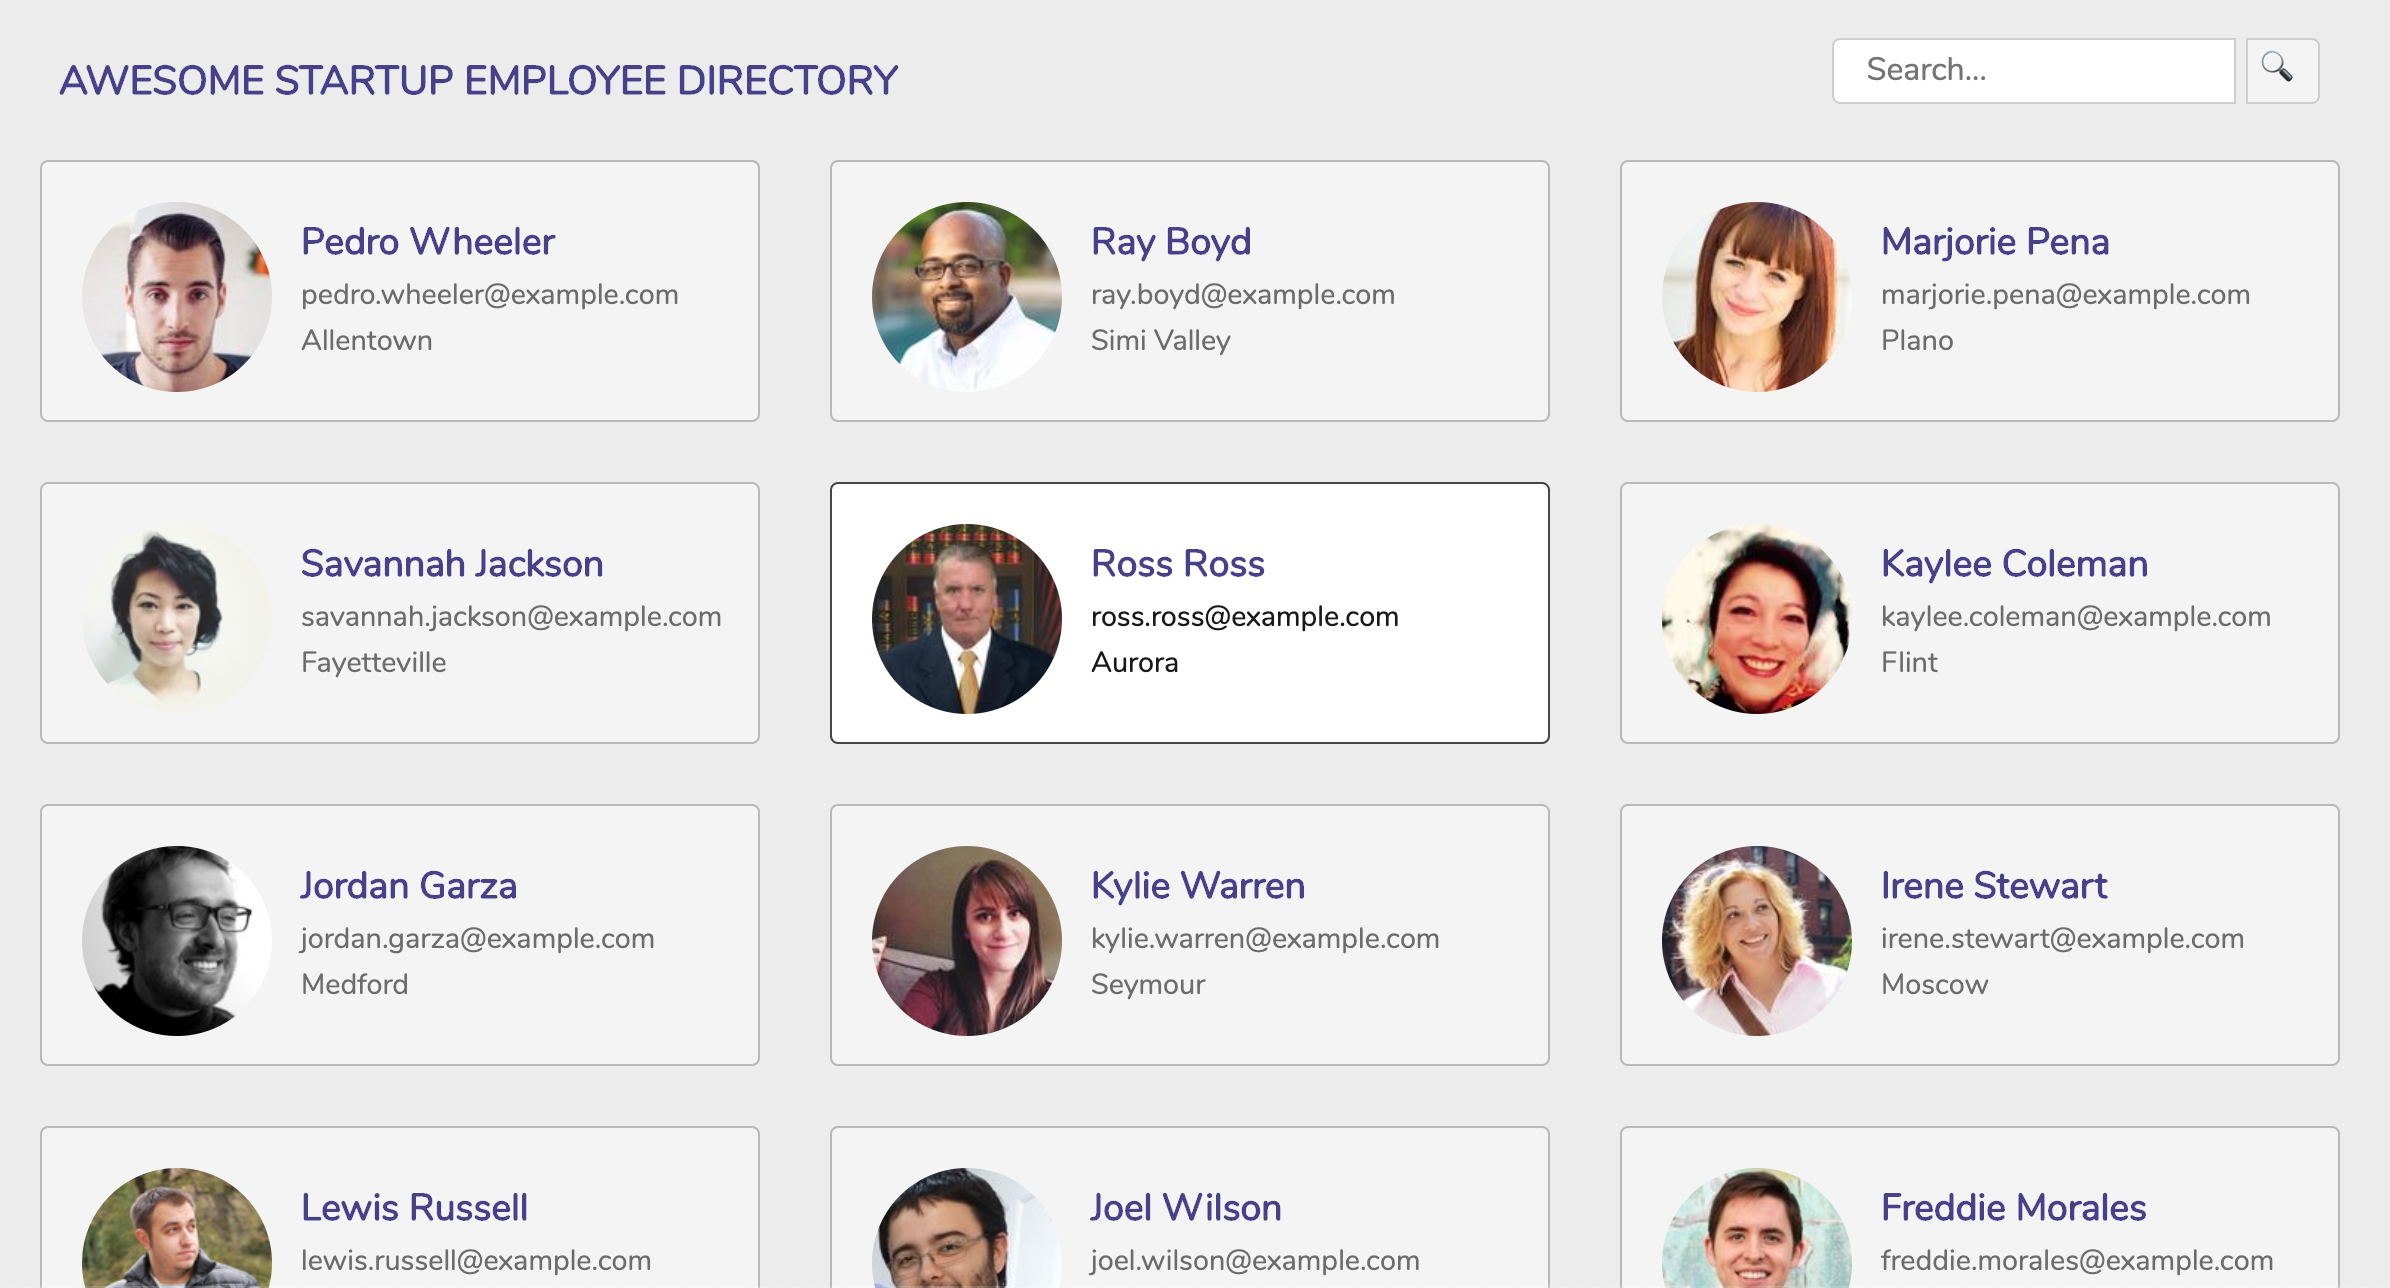 AWESOME STARTUP EMPLOYEE DIRECTORY
Search...
Pedro Wheeler
pedro.wheeler@example.com
Allentown
Ray Boyd
ray.boyd@example.com
Simi Valley
Marjorie Pena
marjorie.pena@example.com
Plano
Savannah Jackson
savannah.jackson@example.com
Fayetteville
Ross Ross
ross.ross@example.com
Aurora
Kaylee Coleman
kaylee.coleman@example.com
Flint
Jordan Garza
jordan.garza@example.com
Medford
Kylie Warren
kylie.warren@example.com
Seymour
Irene Stewart
irene.stewart@example.com
Moscow
Lewis Russell
lewis.russell@example.com
Joel Wilson
joel.wilson@example.com
Freddie Morales
freddie.morales@example.com